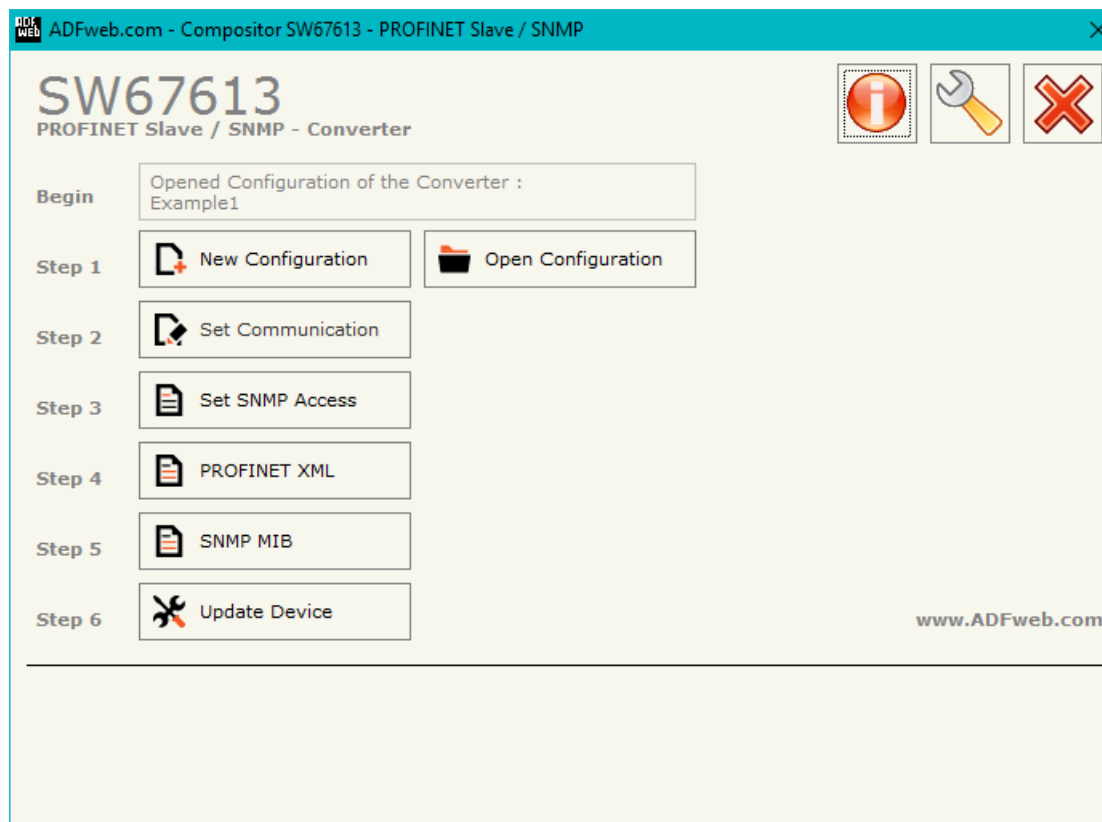 ADF WEB ADFweb.com - Compositor SW67613 - PROFINET Slave / SNMP
SW67613
PROFINET Slave / SNMP - Converter
Begin
Opened Configuration of the Converter :
Example1
Step 1
New Configuration
Open Configuration
Step 2
Set Communication
Step 3
Set SNMP Access
Step 4
PROFINET XML
Step 5
SNMP MIB
Step 6
Update Device
www.ADFweb.com